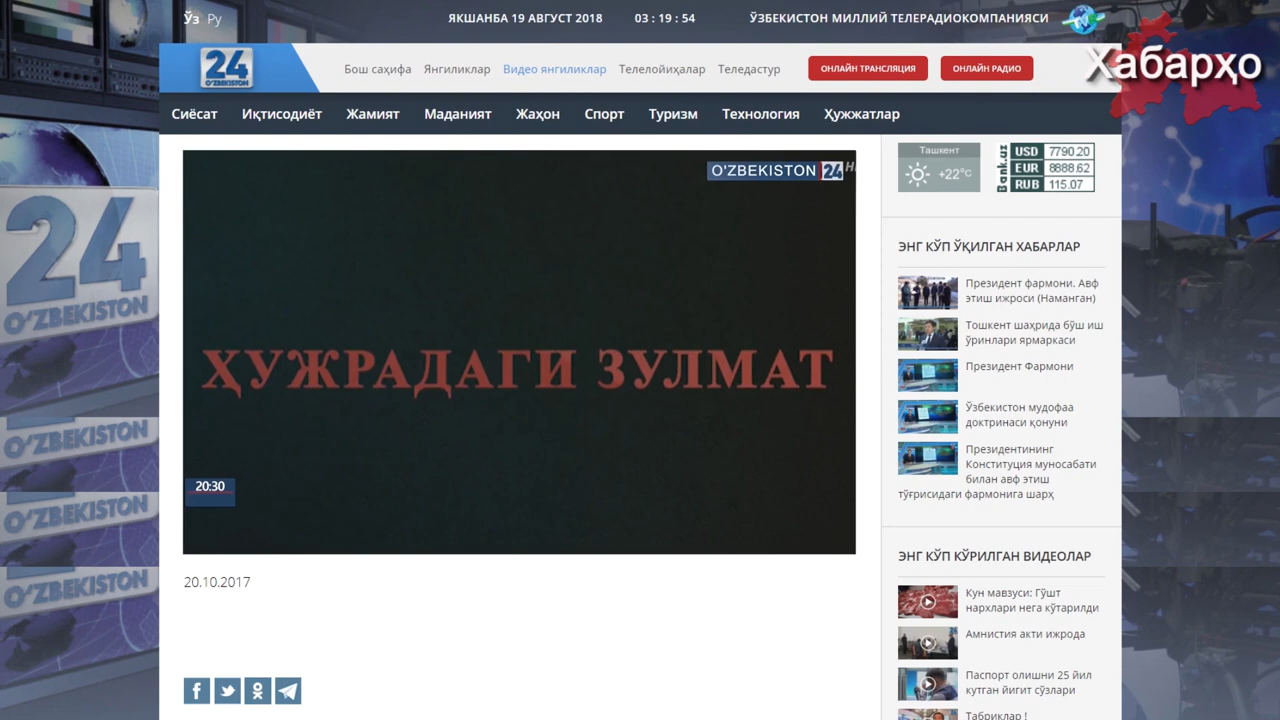 Ўз Ру
ЯКШАНБА 19 АВГУСТ 2018 03 : 19 : 54 ЎЗБЕКИСТОН МИЛЛИЙ ТЕЛЕРАДИОКОМПАНИЯСИ
Хабарҳо
24
O'ZBEKISTON
Бош саҳифа Янгиликлар Видео янгиликлар Телелойиҳалар Теледастур ОНЛАЙН ТРАНСЛЯЦИЯ ОНЛАЙН РАДИО
Сиёсат Иқтисодиёт Жамият Маданият Жаҳон Спорт Туризм Технология Ҳужжатлар
O'ZBEKISTON 24
ҲУЖРАДАГИ ЗУЛМАТ
20:30
20.10.2017
Ташкент
+22°C
Bank.uz
USD 7790.20
EUR 8888.62
RUB 115.07
ЭНГ КЎП ЎҚИЛГАН ХАБАРЛАР
Президент фармони. Авф
этиш ижроси (Наманган)
Тошкент шаҳрида бўш иш
ўринлари ярмаркаси
Президент Фармони
Ўзбекистон мудофаа
доктринаси қонуни
Президентининг
Конституция муносабати
билан авф этиш
тўғрисидаги фармонига шарҳ
ЭНГ КЎП КЎРИЛГАН ВИДЕОЛАР
Кун мавзуси: Гўшт
нархлари нега кўтарилди
Амнистия акти ижрода
Паспорт олишни 25 йил
кутган йигит сўзлари
Табриклар !
24
O'ZBEKISTON
O'ZBEKISTON
O'ZBEKISTON
O'ZBEKISTON